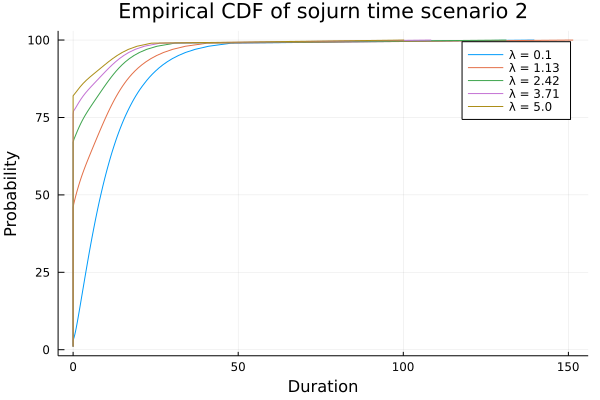 Empirical CDF of sojurn time scenario 2
100
75
50
25
0
Probability
λ = 0.1
λ = 1.13
λ = 2.42
λ = 3.71
λ = 5.0
0 50 100 150
Duration